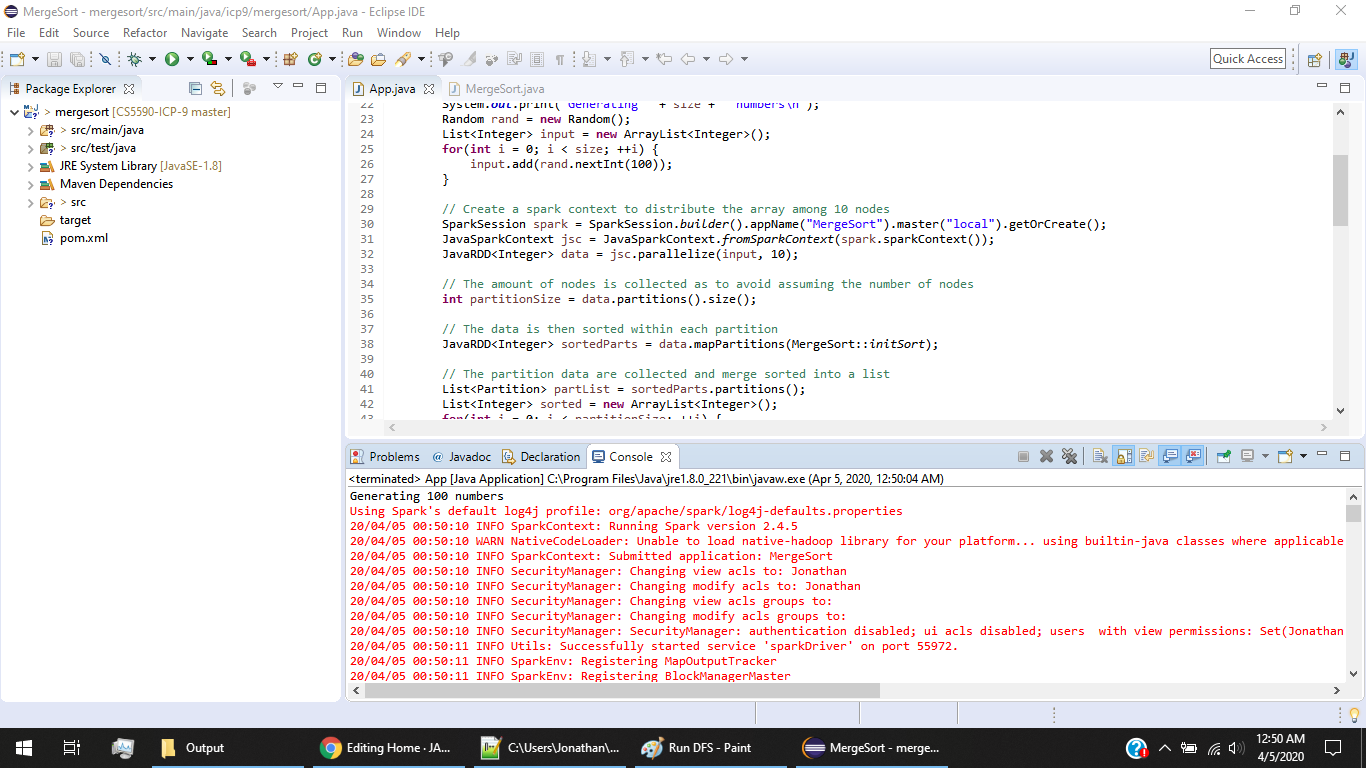 MergeSort - mergesort/src/main/java/icp9/mergesort/App.java - Eclipse IDE
File Edit Source Refactor Navigate Search Project Run Window Help
Quick Access
Package Explorer
mergesort [CS5590-ICP-9 master]
> src/main/java
> src/test/java
JRE System Library [JavaSE-1.8]
Maven Dependencies
> src
target
pom.xml
App.java MergeSort.java
22 System.out.print("Generating " + size + " numbers\n");
23 Random rand = new Random();
24 List<Integer> input = new ArrayList<Integer>();
25 for(int i = 0; i < size; ++i) {
26 input.add(rand.nextInt(100));
27 }
28
29 // Create a spark context to distribute the array among 10 nodes
30 SparkSession spark = SparkSession.builder().appName("MergeSort").master("local").getOrCreate();
31 JavaSparkContext jsc = JavaSparkContext.fromSparkContext(spark.sparkContext());
32 JavaRDD<Integer> data = jsc.parallelize(input, 10);
33
34 // The amount of nodes is collected as to avoid assuming the number of nodes
35 int partitionSize = data.partitions().size();
36
37 // The data is then sorted within each partition
38 JavaRDD<Integer> sortedParts = data.mapPartitions(MergeSort::initSort);
39
40 // The partition data are collected and merge sorted into a list
41 List<Partition> partList = sortedParts.partitions();
42 List<Integer> sorted = new ArrayList<Integer>();
43 for(int i = 0; i < partitionSize; ++i) {
Problems @ Javadoc Declaration Console
<terminated> App [Java Application] C:\Program Files\Java\jre1.8.0_221\bin\javaw.exe (Apr 5, 2020, 12:50:04 AM)
Generating 100 numbers
Using Spark's default log4j profile: org/apache/spark/log4j-defaults.properties
20/04/05 00:50:10 INFO SparkContext: Running Spark version 2.4.5
20/04/05 00:50:10 WARN NativeCodeLoader: Unable to load native-hadoop library for your platform... using builtin-java classes where applicable
20/04/05 00:50:10 INFO SparkContext: Submitted application: MergeSort
20/04/05 00:50:10 INFO SecurityManager: Changing view acls to: Jonathan
20/04/05 00:50:10 INFO SecurityManager: Changing modify acls to: Jonathan
20/04/05 00:50:10 INFO SecurityManager: Changing view acls groups to:
20/04/05 00:50:10 INFO SecurityManager: Changing modify acls groups to:
20/04/05 00:50:10 INFO SecurityManager: SecurityManager: authentication disabled; ui acls disabled; users  with view permissions: Set(Jonathan
20/04/05 00:50:11 INFO Utils: Successfully started service 'sparkDriver' on port 55972.
20/04/05 00:50:11 INFO SparkEnv: Registering MapOutputTracker
20/04/05 00:50:11 INFO SparkEnv: Registering BlockManagerMaster
Output
Editing Home · JA...
C:\Users\Jonathan\...
Run DFS - Paint
MergeSort - merge...
12:50 AM
4/5/2020